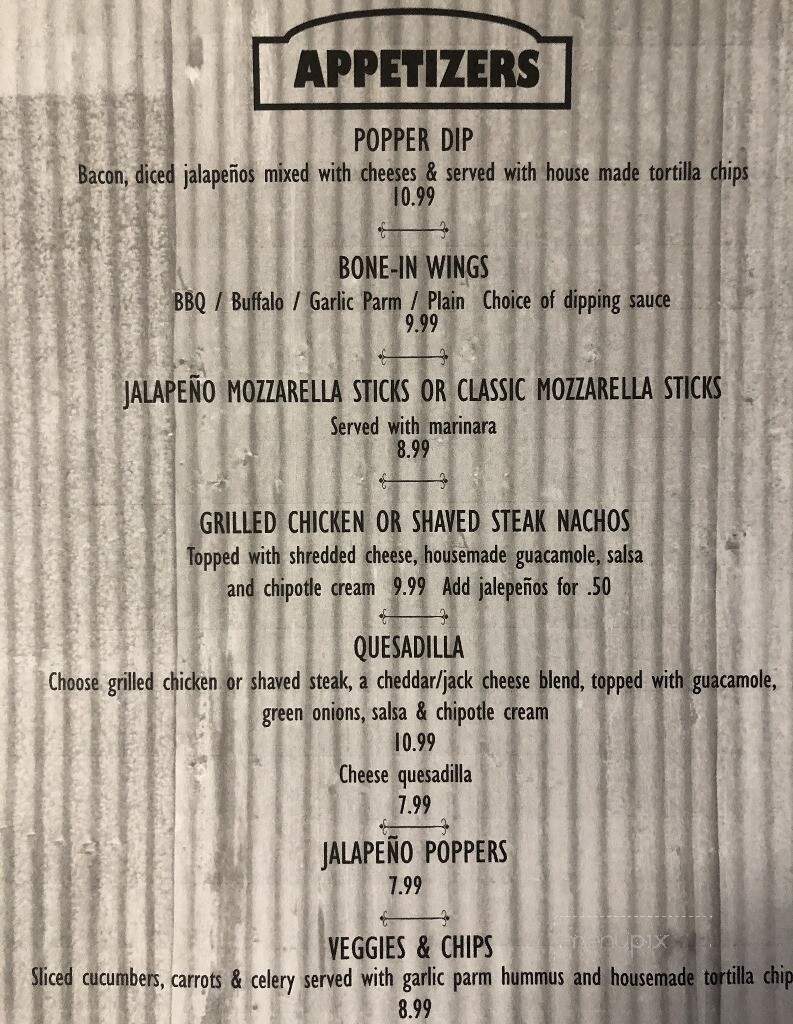 APPETIZERS
POPPER DIP
Bacon, diced jalapeños mixed with cheeses & served with house made tortilla chips
10.99
BONE-IN WINGS
BBQ / Buffalo / Garlic Parm / Plain Choice of dipping sauce
9.99
JALAPEÑO MOZZARELLA STICKS OR CLASSIC MOZZARELLA STICKS
Served with marinara
8.99
GRILLED CHICKEN OR SHAVED STEAK NACHOS
Topped with shredded cheese, housemade guacamole, salsa
and chipotle cream 9.99 Add jalepeños for .50
QUESADILLA
Choose grilled chicken or shaved steak, a cheddar/jack cheese blend, topped with guacamole,
green onions, salsa & chipotle cream
10.99
Cheese quesadilla
7.99
JALAPEÑO POPPERS
7.99
menupix
VEGGIES & CHIPS
Sliced cucumbers, carrots & celery served with garlic parm hummus and housemade tortilla chip
8.99